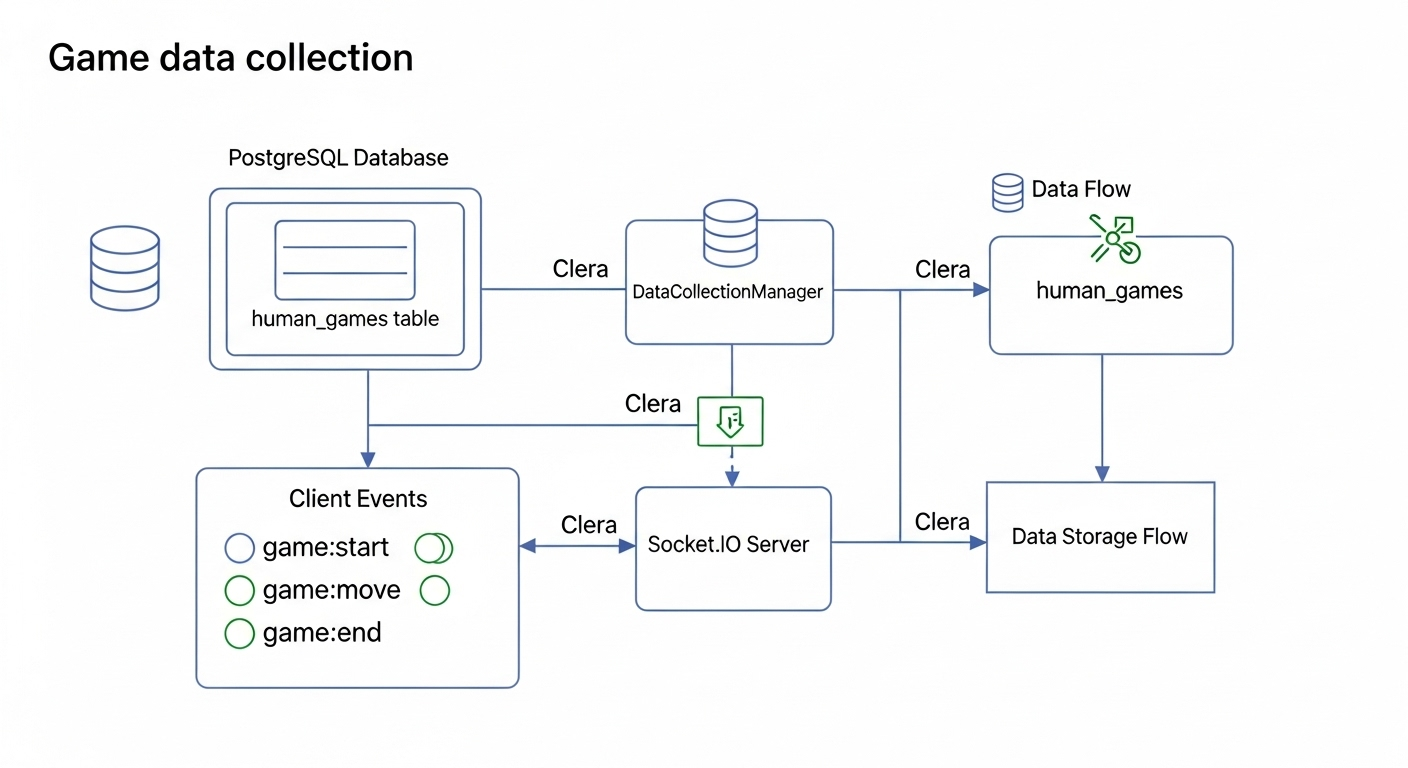 Game data collection
PostgreSQL Database
human_games table
Clera
DataCollectionManager
Clera
Data Flow
human_games
Clera
Client Events
game:start
game:move
game:end
Clera
Socket.IO Server
Clera
Data Storage Flow